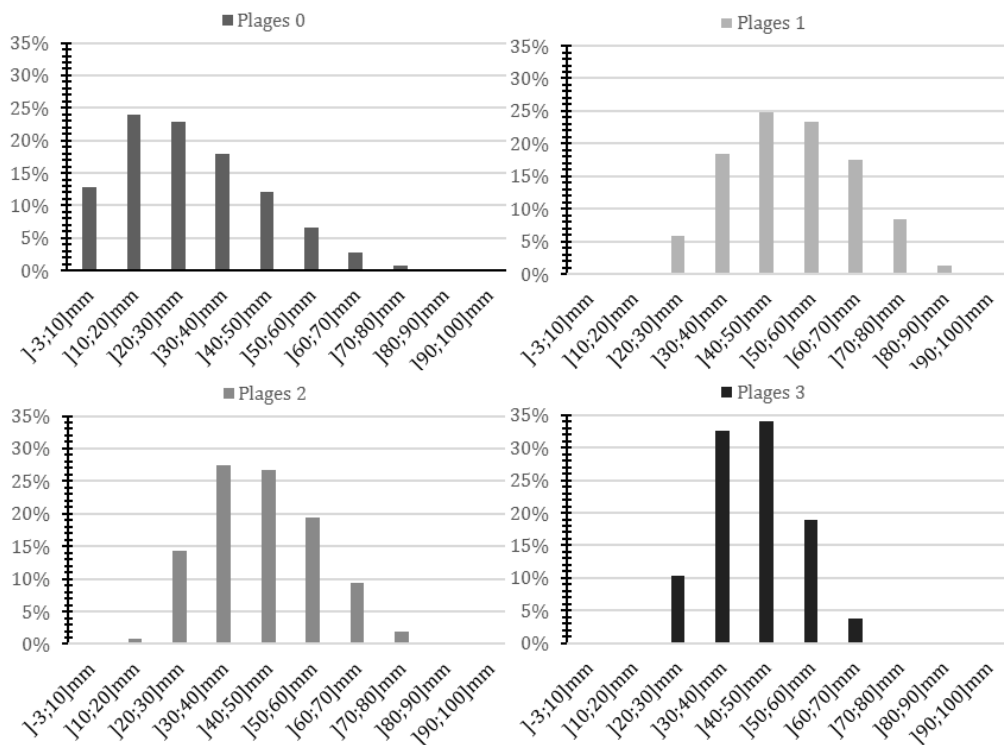 Plages 0
35%
30%
25%
20%
15%
10%
5%
0%
]-3;10]mm
]10;20]mm
]20;30]mm
]30;40]mm
]40;50]mm
]50;60]mm
]60;70]mm
]70;80]mm
]80;90]mm
]90;100]mm
Plages 1
35%
30%
25%
20%
15%
10%
5%
0%
]-3;10]mm
]10;20]mm
]20;30]mm
]30;40]mm
]40;50]mm
]50;60]mm
]60;70]mm
]70;80]mm
]80;90]mm
]90;100]mm
Plages 2
35%
30%
25%
20%
15%
10%
5%
0%
]-3;10]mm
]10;20]mm
]20;30]mm
]30;40]mm
]40;50]mm
]50;60]mm
]60;70]mm
]70;80]mm
]80;90]mm
]90;100]mm
Plages 3
35%
30%
25%
20%
15%
10%
5%
0%
]-3;10]mm
]10;20]mm
]20;30]mm
]30;40]mm
]40;50]mm
]50;60]mm
]60;70]mm
]70;80]mm
]80;90]mm
]90;100]mm